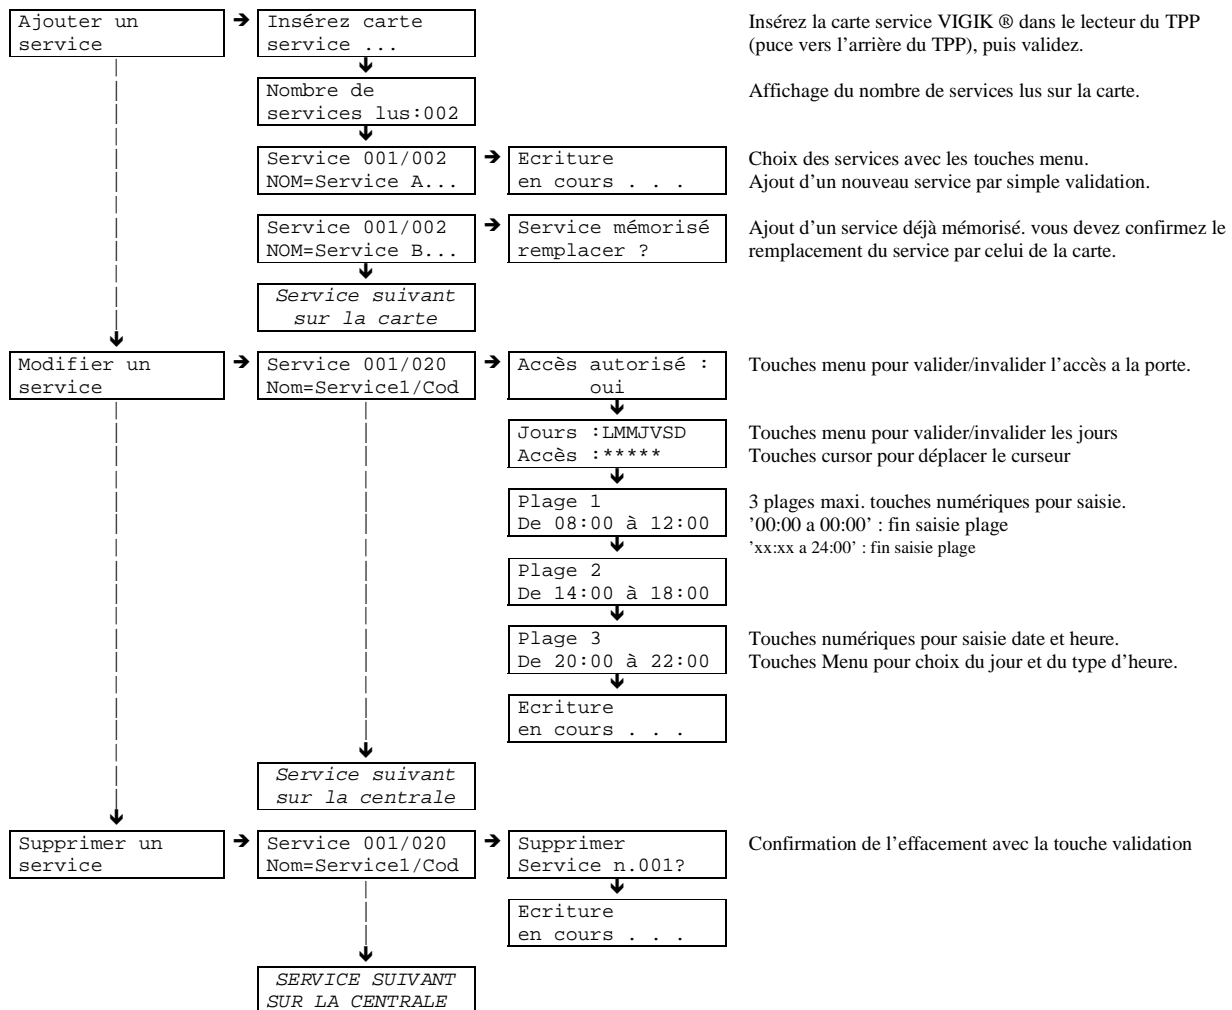 Ajouter un
service
Insérez carte
service ...
Insérez la carte service VIGIK ® dans le lecteur du TPP
(puce vers l’arrière du TPP), puis validez.
Nombre de
services lus:002
Affichage du nombre de services lus sur la carte.
Service 001/002
NOM=Service A...
Ecriture
en cours . . .
Choix des services avec les touches menu.
Ajout d’un nouveau service par simple validation.
Service 001/002
NOM=Service B...
Service mémorisé
remplacer ?
Ajout d’un service déjà mémorisé. vous devez confirmez le
remplacement du service par celui de la carte.
Service suivant
sur la carte
Modifier un
service
Service 001/020
Nom=Service1/Cod
Accès autorisé :
oui
Touches menu pour valider/invalider l’accès a la porte.
Jours :LMMJVSD
Accès :*****
Touches menu pour valider/invalider les jours
Touches cursor pour déplacer le curseur
Plage 1
De 08:00 à 12:00
3 plages maxi. touches numériques pour saisie.
’00:00 a 00:00’ : fin saisie plage
’xx:xx a 24:00’ : fin saisie plage
Plage 2
De 14:00 à 18:00
Plage 3
De 20:00 à 22:00
Touches numériques pour saisie date et heure.
Touches Menu pour choix du jour et du type d’heure.
Ecriture
en cours . . .
Service suivant
sur la centrale
Supprimer un
service
Service 001/020
Nom=Service1/Cod
Supprimer
Service n.001?
Confirmation de l’effacement avec la touche validation
Ecriture
en cours . . .
SERVICE SUIVANT
SUR LA CENTRALE